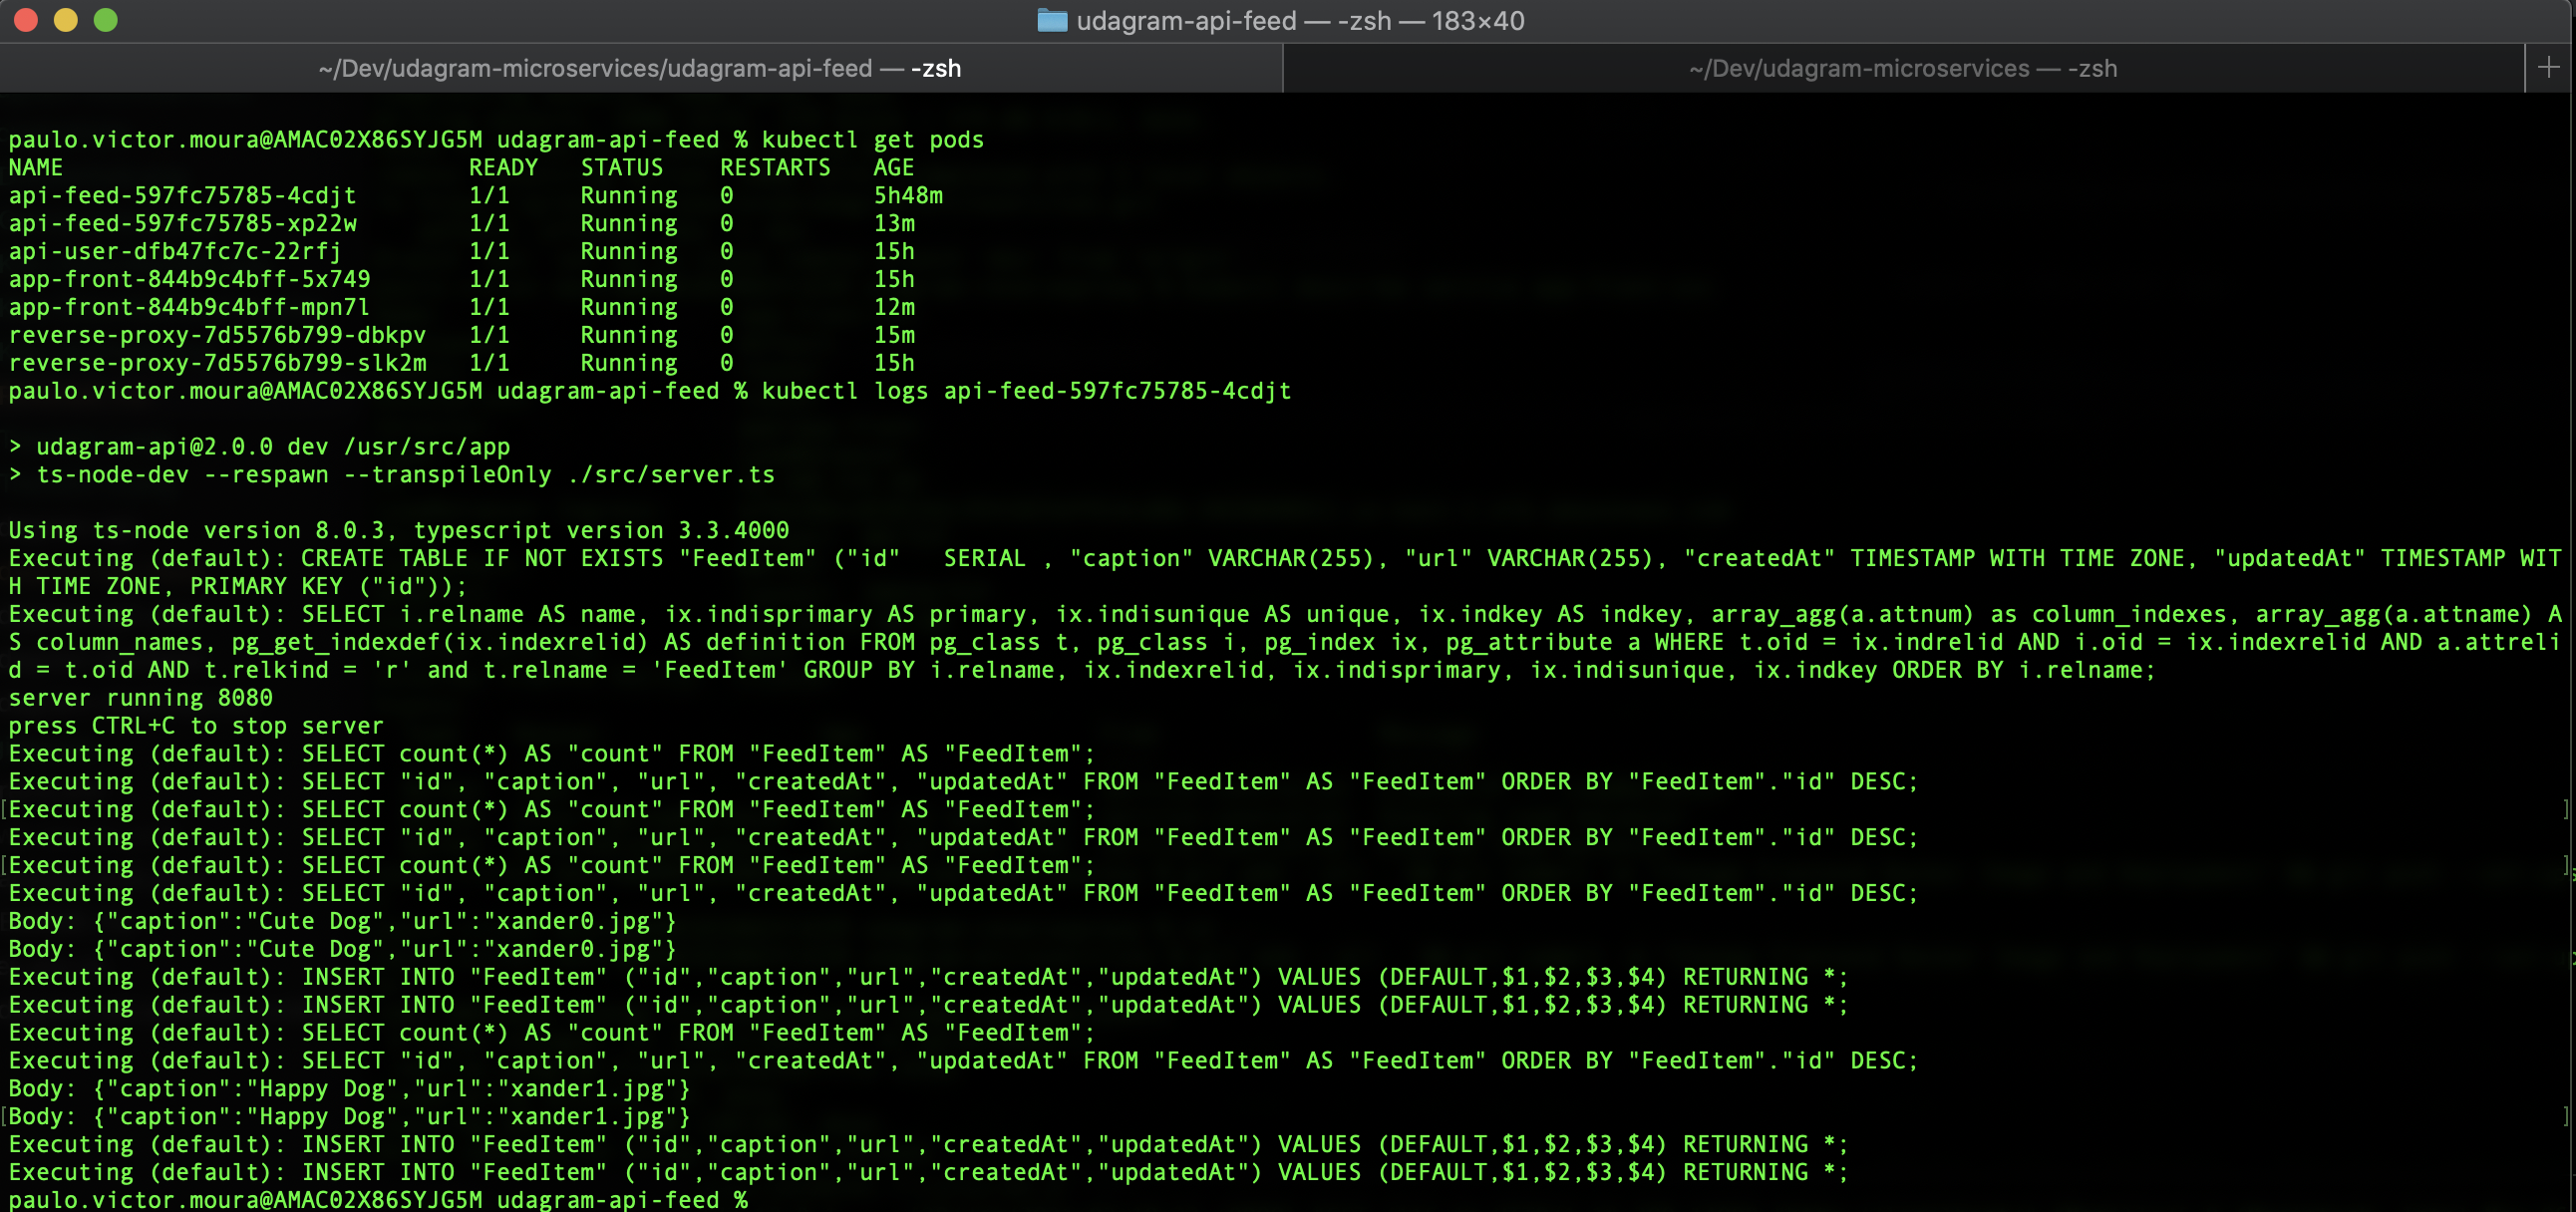 udagram-api-feed — -zsh — 183×40
~/Dev/udagram-microservices/udagram-api-feed — -zsh
~/Dev/udagram-microservices — -zsh
paulo.victor.moura@AMAC02X86SYJG5M udagram-api-feed % kubectl get pods
NAME READY STATUS RESTARTS AGE
api-feed-597fc75785-4cdjt 1/1 Running 0 5h48m
api-feed-597fc75785-xp22w 1/1 Running 0 13m
api-user-dfb47fc7c-22rfj 1/1 Running 0 15h
app-front-844b9c4bff-5x749 1/1 Running 0 15h
app-front-844b9c4bff-mpn7l 1/1 Running 0 12m
reverse-proxy-7d5576b799-dbkpv 1/1 Running 0 15m
reverse-proxy-7d5576b799-slk2m 1/1 Running 0 15h
paulo.victor.moura@AMAC02X86SYJG5M udagram-api-feed % kubectl logs api-feed-597fc75785-4cdjt
> udagram-api@2.0.0 dev /usr/src/app
> ts-node-dev --respawn --transpileOnly ./src/server.ts
Using ts-node version 8.0.3, typescript version 3.3.4000
Executing (default): CREATE TABLE IF NOT EXISTS "FeedItem" ("id"   SERIAL , "caption" VARCHAR(255), "url" VARCHAR(255), "createdAt" TIMESTAMP WITH TIME ZONE, "updatedAt" TIMESTAMP WIT
H TIME ZONE, PRIMARY KEY ("id"));
Executing (default): SELECT i.relname AS name, ix.indisprimary AS primary, ix.indisunique AS unique, ix.indkey AS indkey, array_agg(a.attnum) as column_indexes, array_agg(a.attname) A
S column_names, pg_get_indexdef(ix.indexrelid) AS definition FROM pg_class t, pg_class i, pg_index ix, pg_attribute a WHERE t.oid = ix.indrelid AND i.oid = ix.indexrelid AND a.attreli
d = t.oid AND t.relkind = 'r' and t.relname = 'FeedItem' GROUP BY i.relname, ix.indexrelid, ix.indisprimary, ix.indisunique, ix.indkey ORDER BY i.relname;
server running 8080
press CTRL+C to stop server
Executing (default): SELECT count(*) AS "count" FROM "FeedItem" AS "FeedItem";
Executing (default): SELECT "id", "caption", "url", "createdAt", "updatedAt" FROM "FeedItem" AS "FeedItem" ORDER BY "FeedItem"."id" DESC;
[Executing (default): SELECT count(*) AS "count" FROM "FeedItem" AS "FeedItem"; ]
Executing (default): SELECT "id", "caption", "url", "createdAt", "updatedAt" FROM "FeedItem" AS "FeedItem" ORDER BY "FeedItem"."id" DESC;
[Executing (default): SELECT count(*) AS "count" FROM "FeedItem" AS "FeedItem"; ]
Executing (default): SELECT "id", "caption", "url", "createdAt", "updatedAt" FROM "FeedItem" AS "FeedItem" ORDER BY "FeedItem"."id" DESC;
Body: {"caption":"Cute Dog","url":"xander0.jpg"}
Body: {"caption":"Cute Dog","url":"xander0.jpg"}
Executing (default): INSERT INTO "FeedItem" ("id","caption","url","createdAt","updatedAt") VALUES (DEFAULT,$1,$2,$3,$4) RETURNING *;
Executing (default): INSERT INTO "FeedItem" ("id","caption","url","createdAt","updatedAt") VALUES (DEFAULT,$1,$2,$3,$4) RETURNING *;
Executing (default): SELECT count(*) AS "count" FROM "FeedItem" AS "FeedItem";
Executing (default): SELECT "id", "caption", "url", "createdAt", "updatedAt" FROM "FeedItem" AS "FeedItem" ORDER BY "FeedItem"."id" DESC;
Body: {"caption":"Happy Dog","url":"xander1.jpg"}
[Body: {"caption":"Happy Dog","url":"xander1.jpg"} ]
Executing (default): INSERT INTO "FeedItem" ("id","caption","url","createdAt","updatedAt") VALUES (DEFAULT,$1,$2,$3,$4) RETURNING *;
Executing (default): INSERT INTO "FeedItem" ("id","caption","url","createdAt","updatedAt") VALUES (DEFAULT,$1,$2,$3,$4) RETURNING *;
paulo.victor.moura@AMAC02X86SYJG5M udagram-api-feed %